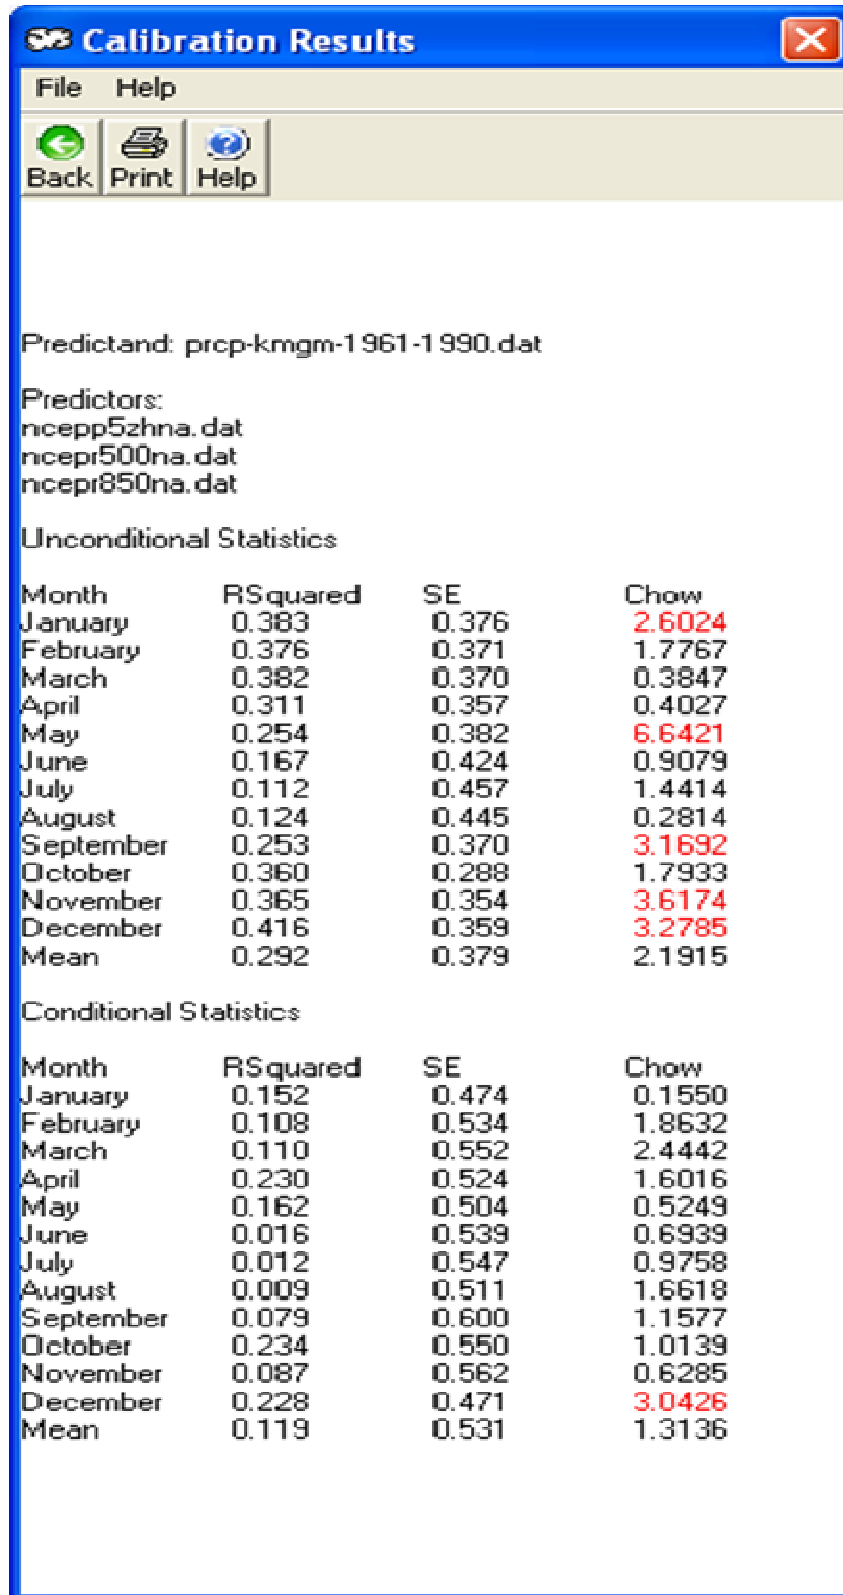 Calibration Results
File Help
Back Print Help
Predictand: prcp-kmgm-1961-1990.dat
Predictors:
ncepp5zhna.dat
ncepr500na.dat
ncepr850na.dat
Unconditional Statistics
Month RSquared SE Chow
January 0.383 0.376 2.6024
February 0.376 0.371 1.7767
March 0.382 0.370 0.3847
April 0.311 0.357 0.4027
May 0.254 0.382 6.6421
June 0.167 0.424 0.9079
July 0.112 0.457 1.4414
August 0.124 0.445 0.2814
September 0.253 0.370 3.1692
October 0.360 0.288 1.7933
November 0.365 0.354 3.6174
December 0.416 0.359 3.2785
Mean 0.292 0.379 2.1915
Conditional Statistics
Month RSquared SE Chow
January 0.152 0.474 0.1550
February 0.108 0.534 1.8632
March 0.110 0.552 2.4442
April 0.230 0.524 1.6016
May 0.162 0.504 0.5249
June 0.016 0.539 0.6939
July 0.012 0.547 0.9758
August 0.009 0.511 1.6618
September 0.079 0.600 1.1577
October 0.234 0.550 1.0139
November 0.087 0.562 0.6285
December 0.228 0.471 3.0426
Mean 0.119 0.531 1.3136